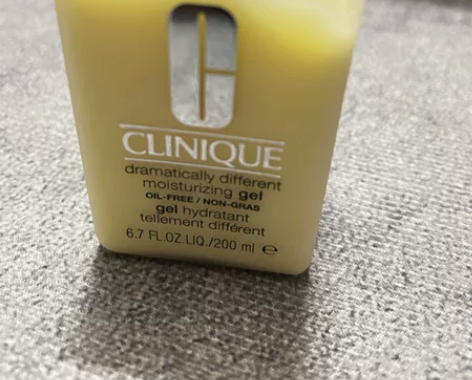 CLINIQUE
dramatically different
moisturizing gel
OIL-FREE / NON-GRAS
gel hydratant
tellement différent
6.7 FL.OZ.LIQ./200 ml ℮